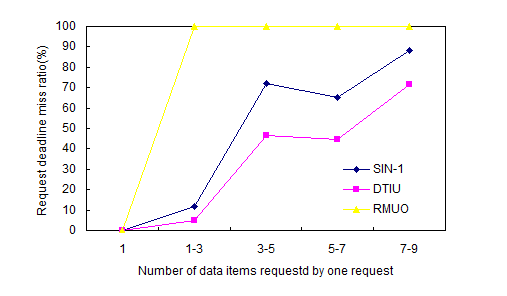 Request deadline miss ratio(%)
100
90
80
70
60
50
40
30
20
10
0
SIN-1
DTIU
RMUO
1 1-3 3-5 5-7 7-9
Number of data items requestd by one request